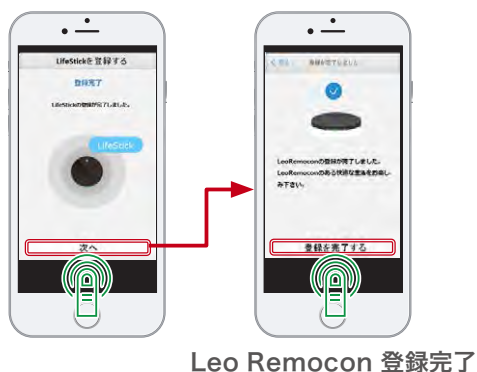 LifeStickを登録する
登録完了
LifeStickの登録が完了しました。
LifeStick
次へ
登録が完了しました
LeoRemoconの登録が完了しました。
LeoRemoconのある快適な生活をお楽し
み下さい。
登録を完了する
Leo Remocon 登録完了